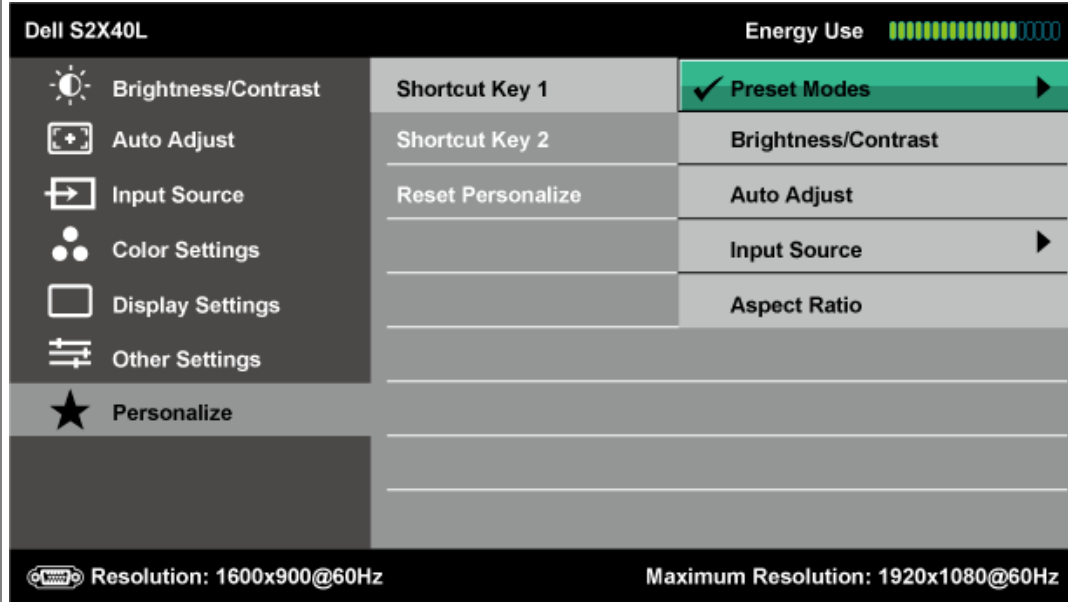 Dell S2X40L
Energy Use
Brightness/Contrast
Auto Adjust
Input Source
Color Settings
Display Settings
Other Settings
Personalize
Shortcut Key 1
Shortcut Key 2
Reset Personalize
Preset Modes
Brightness/Contrast
Auto Adjust
Input Source
Aspect Ratio
Resolution: 1600x900@60Hz
Maximum Resolution: 1920x1080@60Hz